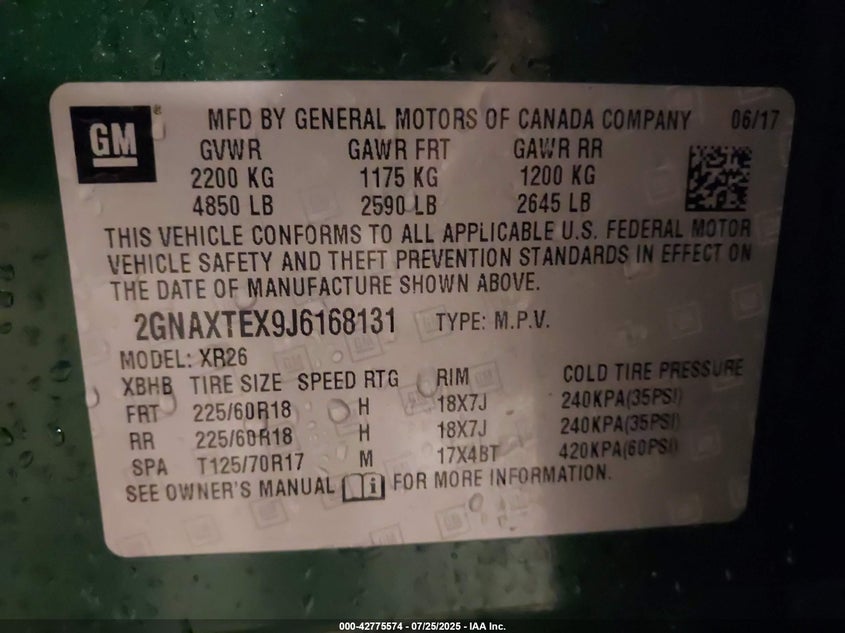 GM ® MFD BY GENERAL MOTORS OF CANADA COMPANY 06/17
GVWR GAWR FRT GAWR RR
2200 KG 1175 KG 1200 KG
4850 LB 2590 LB 2645 LB
THIS VEHICLE CONFORMS TO ALL APPLICABLE U.S. FEDERAL MOTOR
VEHICLE SAFETY AND THEFT PREVENTION STANDARDS IN EFFECT ON
THE DATE OF MANUFACTURE SHOWN ABOVE.
2GNAXTEX9J6168131 TYPE: M.P.V.
MODEL: XR26
XBHB TIRE SIZE SPEED RTG RIM COLD TIRE PRESSURE
FRT 225/60R18 H 18X7J 240KPA(35PSI)
RR 225/60R18 H 18X7J 240KPA(35PSI)
SPA T125/70R17 M 17X4BT 420KPA(60PSI)
SEE OWNER'S MANUAL i FOR MORE INFORMATION.
000-42775574 / 07/25/2025 - IAA Inc.